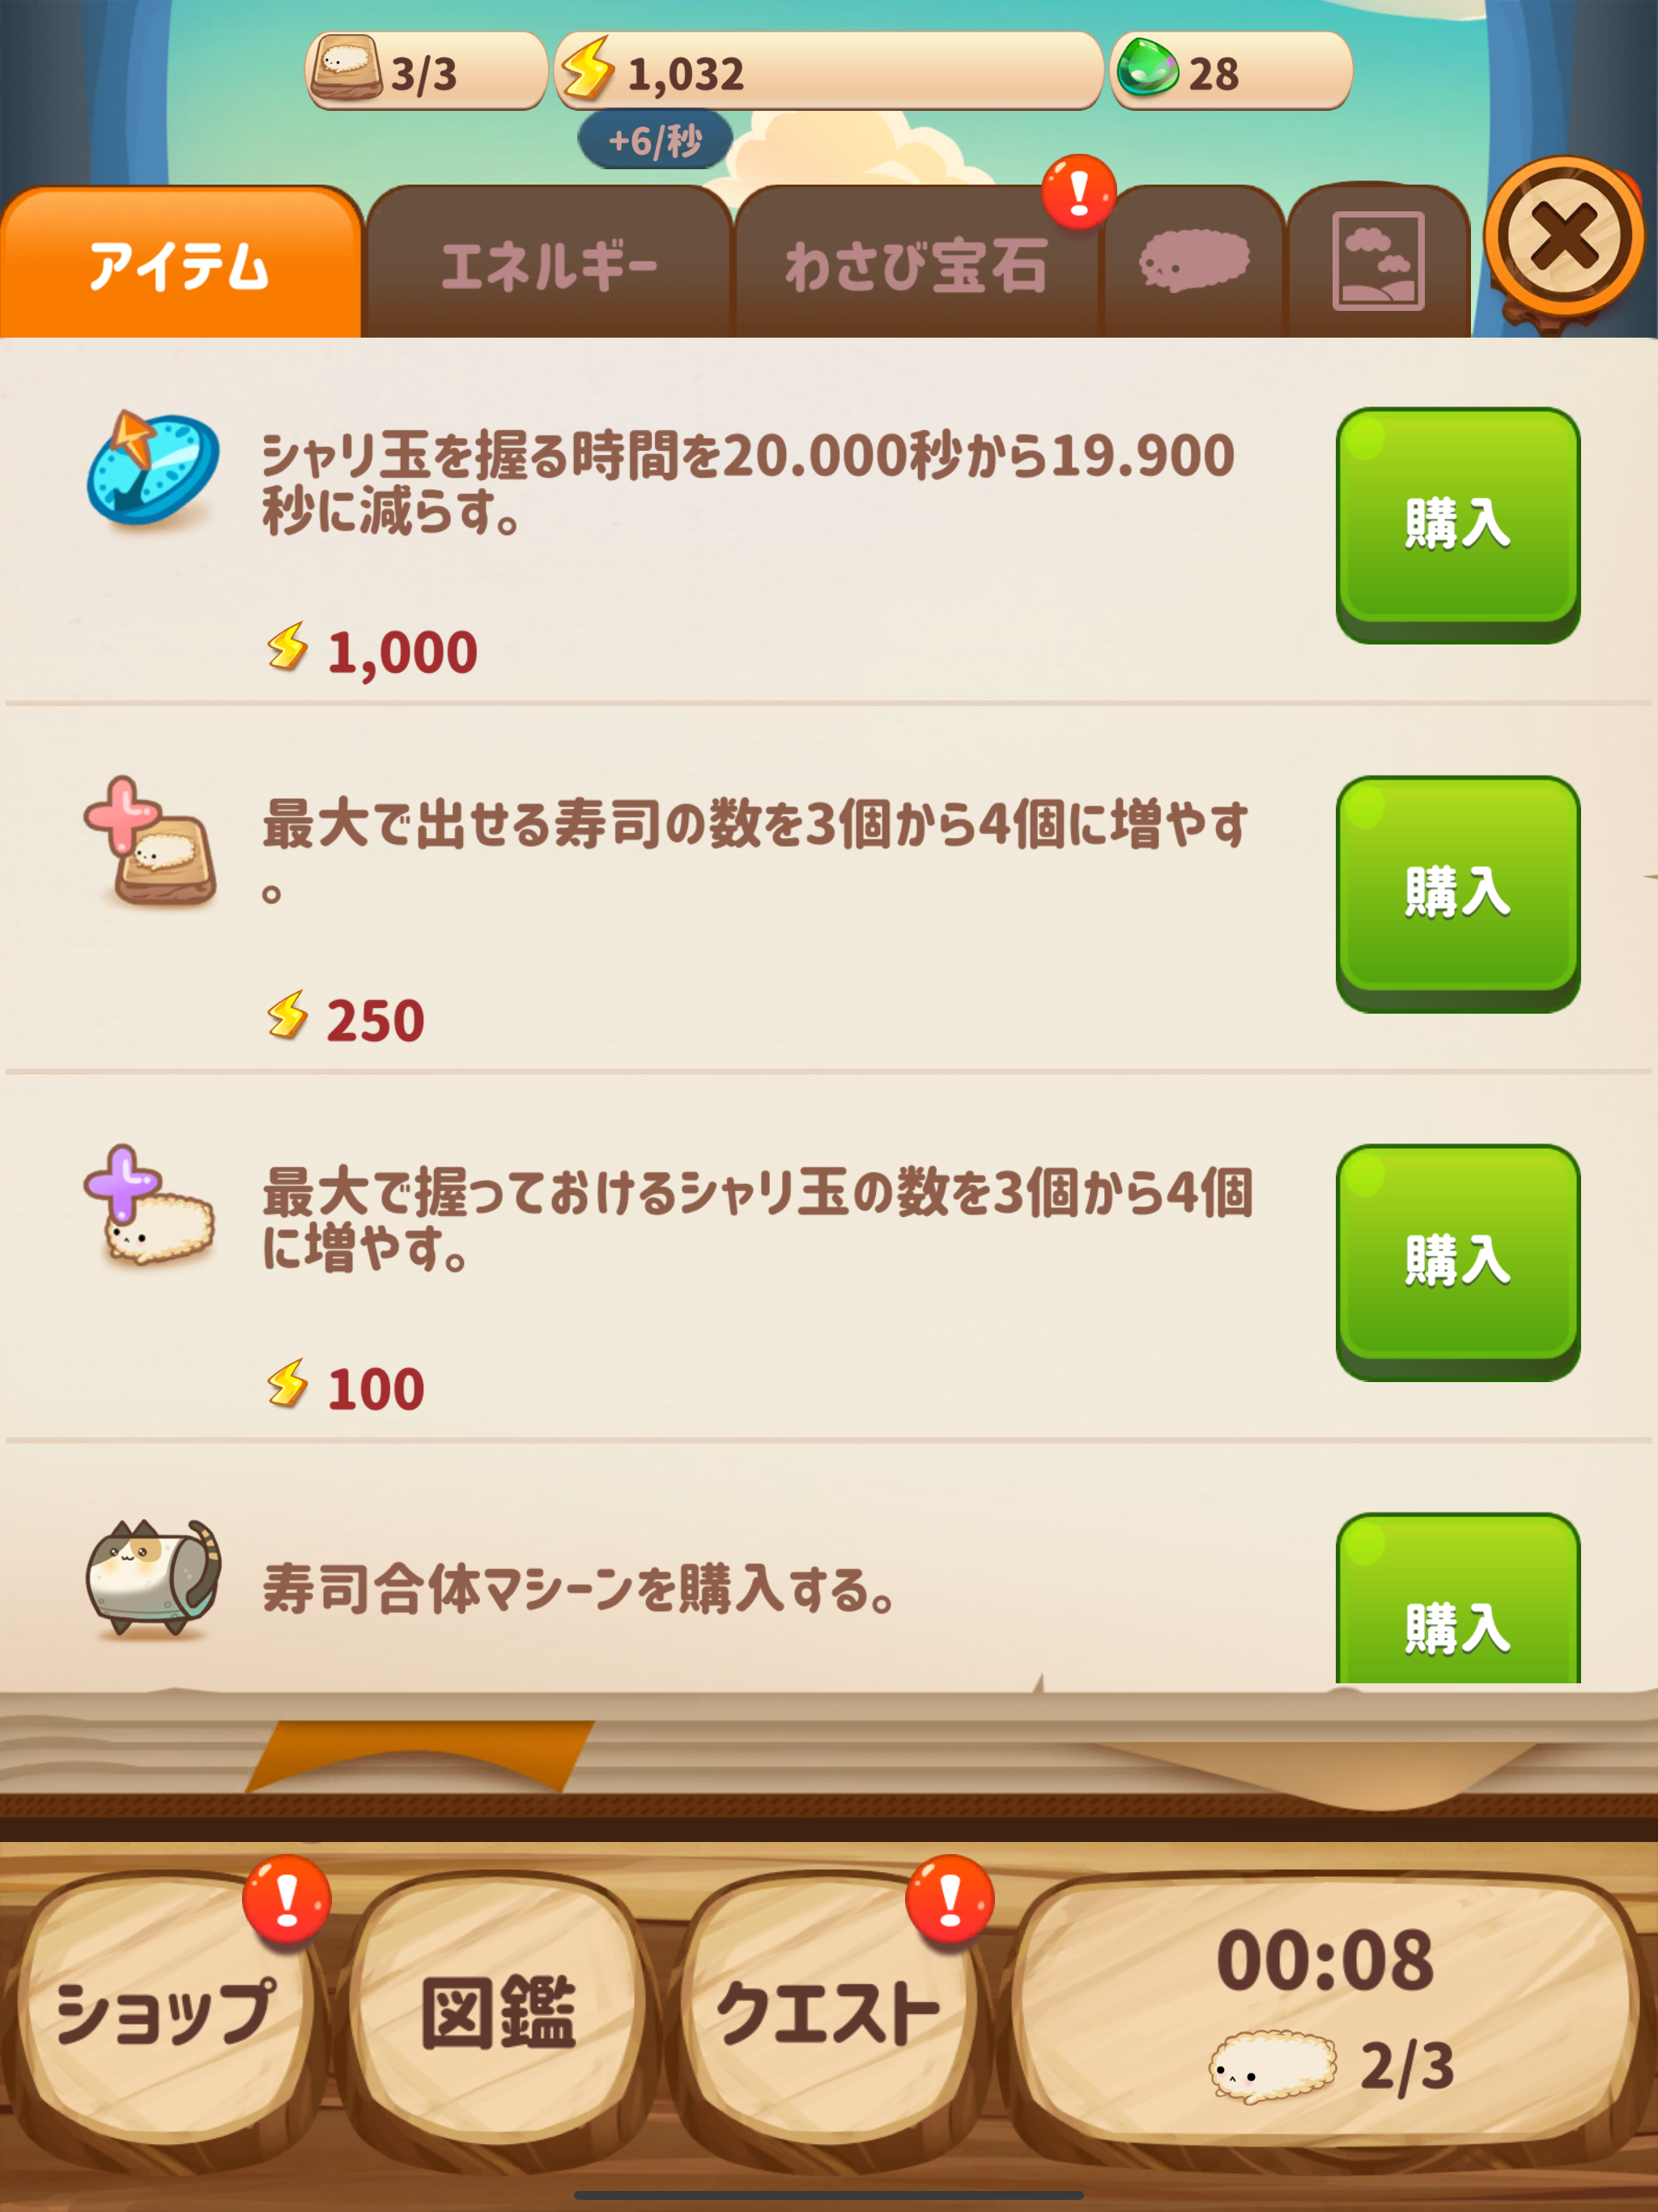 3/3
1,032
28
+6/秒
アイテム
エネルギー
わさび宝石
シャリ玉を握る時間を20.000秒から19.900
秒に減らす。
購入
1,000
最大で出せる寿司の数を3個から4個に増やす
。
購入
250
最大で握っておけるシャリ玉の数を3個から4個
に増やす。
購入
100
寿司合体マシーンを購入する。
購入
ショップ
図鑑
クエスト
00:08
2/3